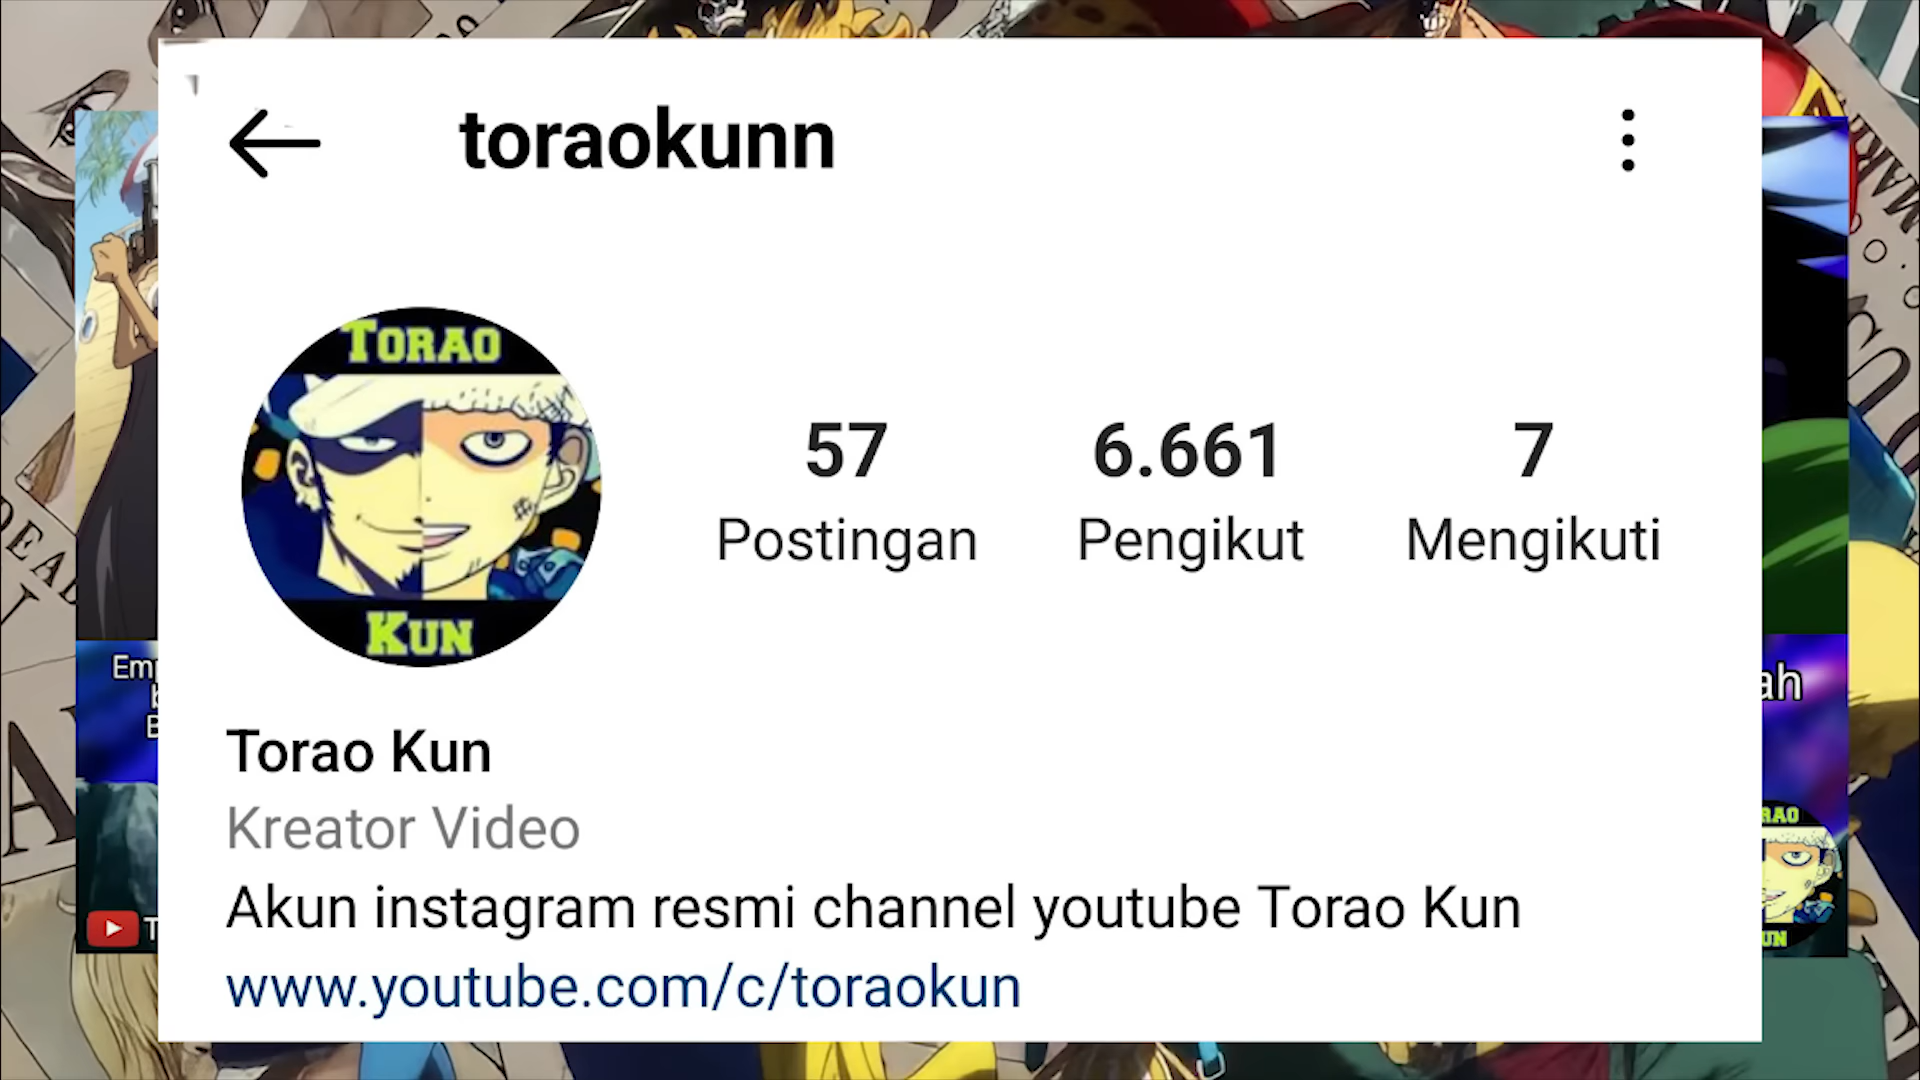 toraokunn
TORAO
KUN
57
Postingan
6.661
Pengikut
7
Mengikuti
Torao Kun
Kreator Video
Akun instagram resmi channel youtube Torao Kun
www.youtube.com/c/toraokun